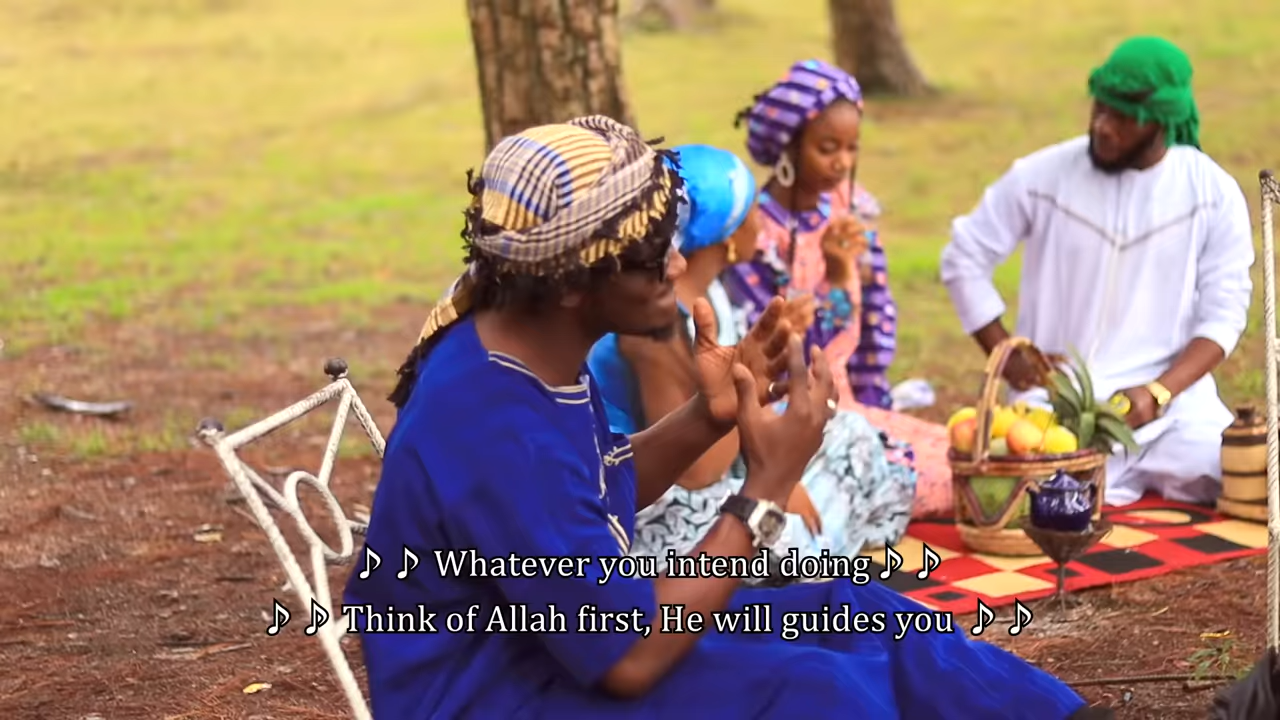 ♪ ♪ Whatever you intend doing ♪ ♪
♪ ♪ Think of Allah first, He will guides you ♪ ♪